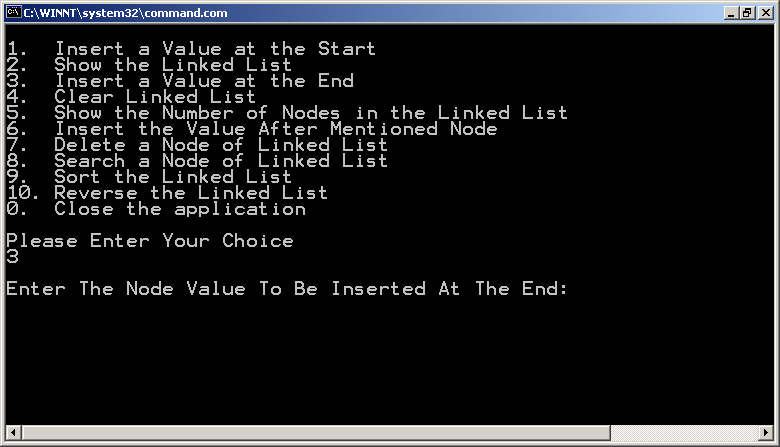 C:\WINNT\system32\command.com
1. Insert a Value at the Start
2. Show the Linked List
3. Insert a Value at the End
4. Clear Linked List
5. Show the Number of Nodes in the Linked List
6. Insert the Value After Mentioned Node
7. Delete a Node of Linked List
8. Search a Node of Linked List
9. Sort the Linked List
10. Reverse the Linked List
0. Close the application
Please Enter Your Choice
3
Enter The Node Value To Be Inserted At The End: